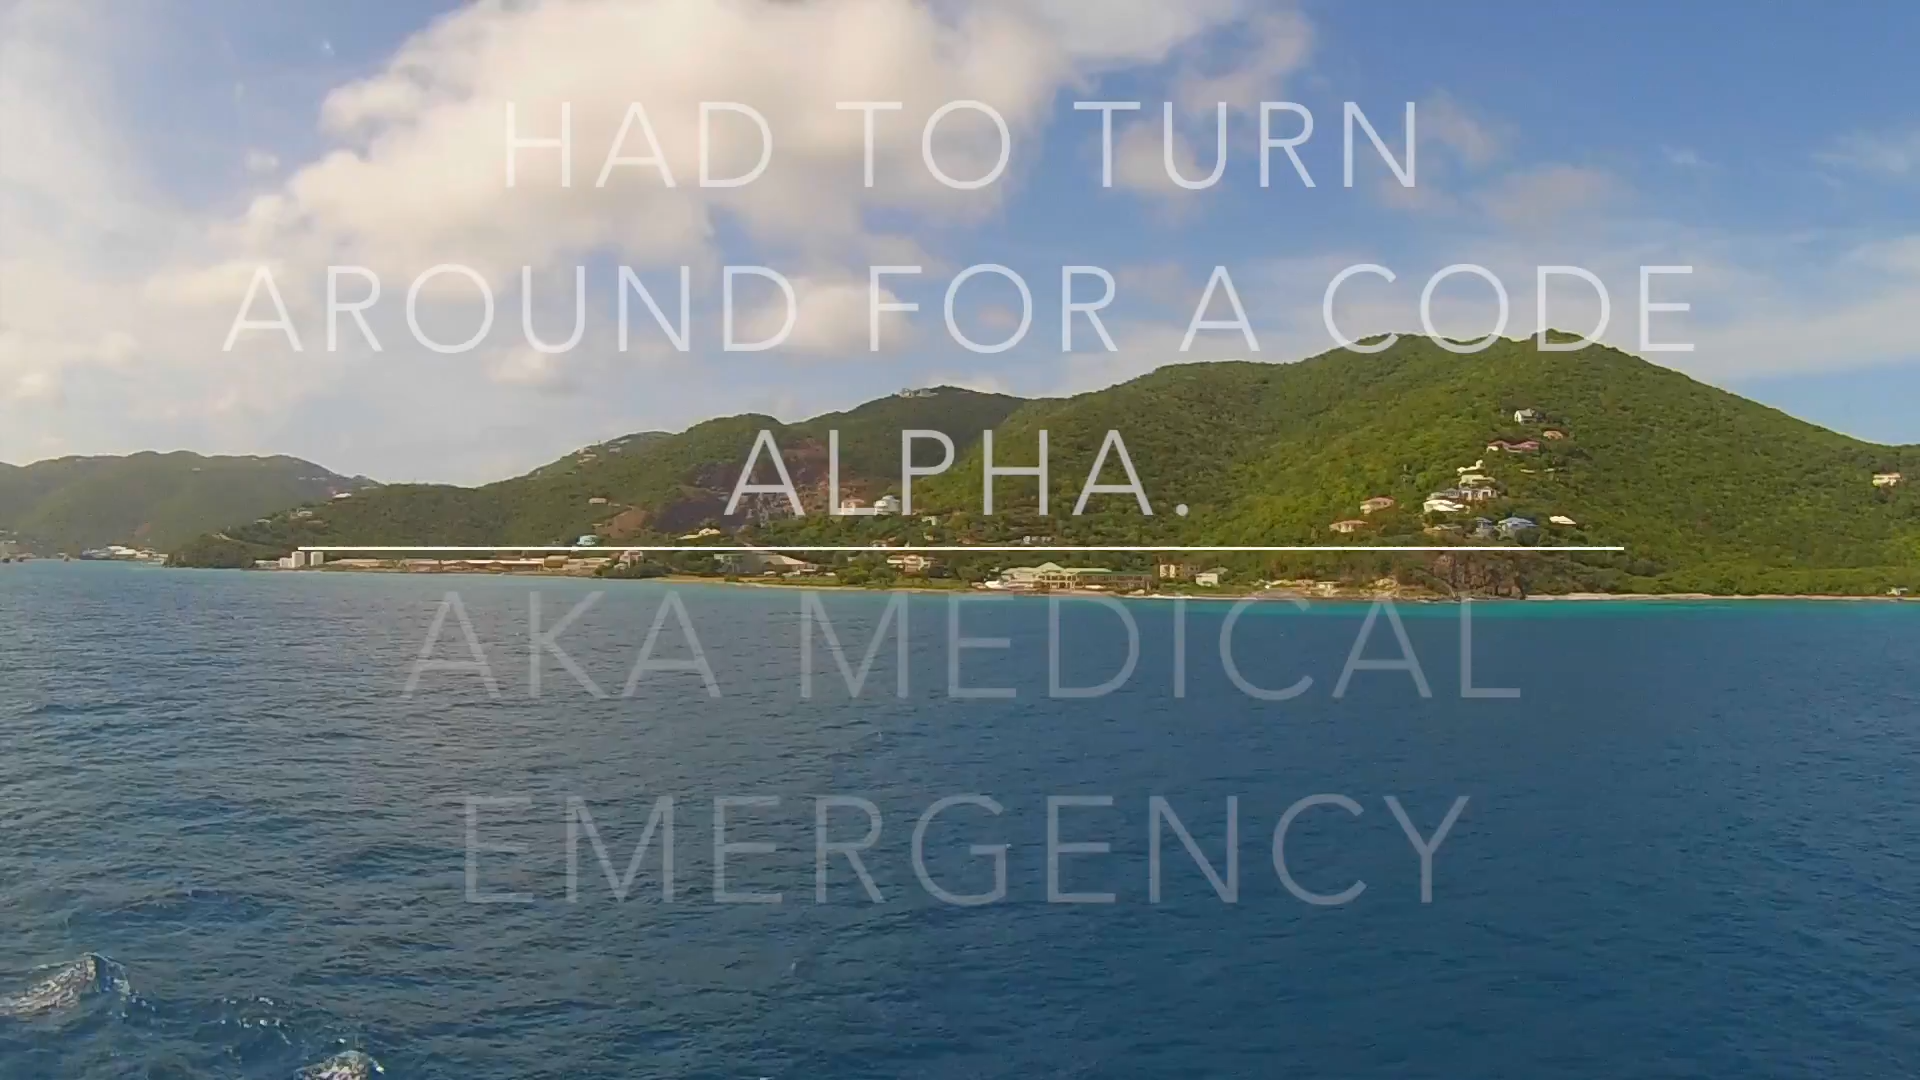 HAD TO TURN
AROUND FOR A CODE
ALPHA.
AKA MEDICAL
EMERGENCY